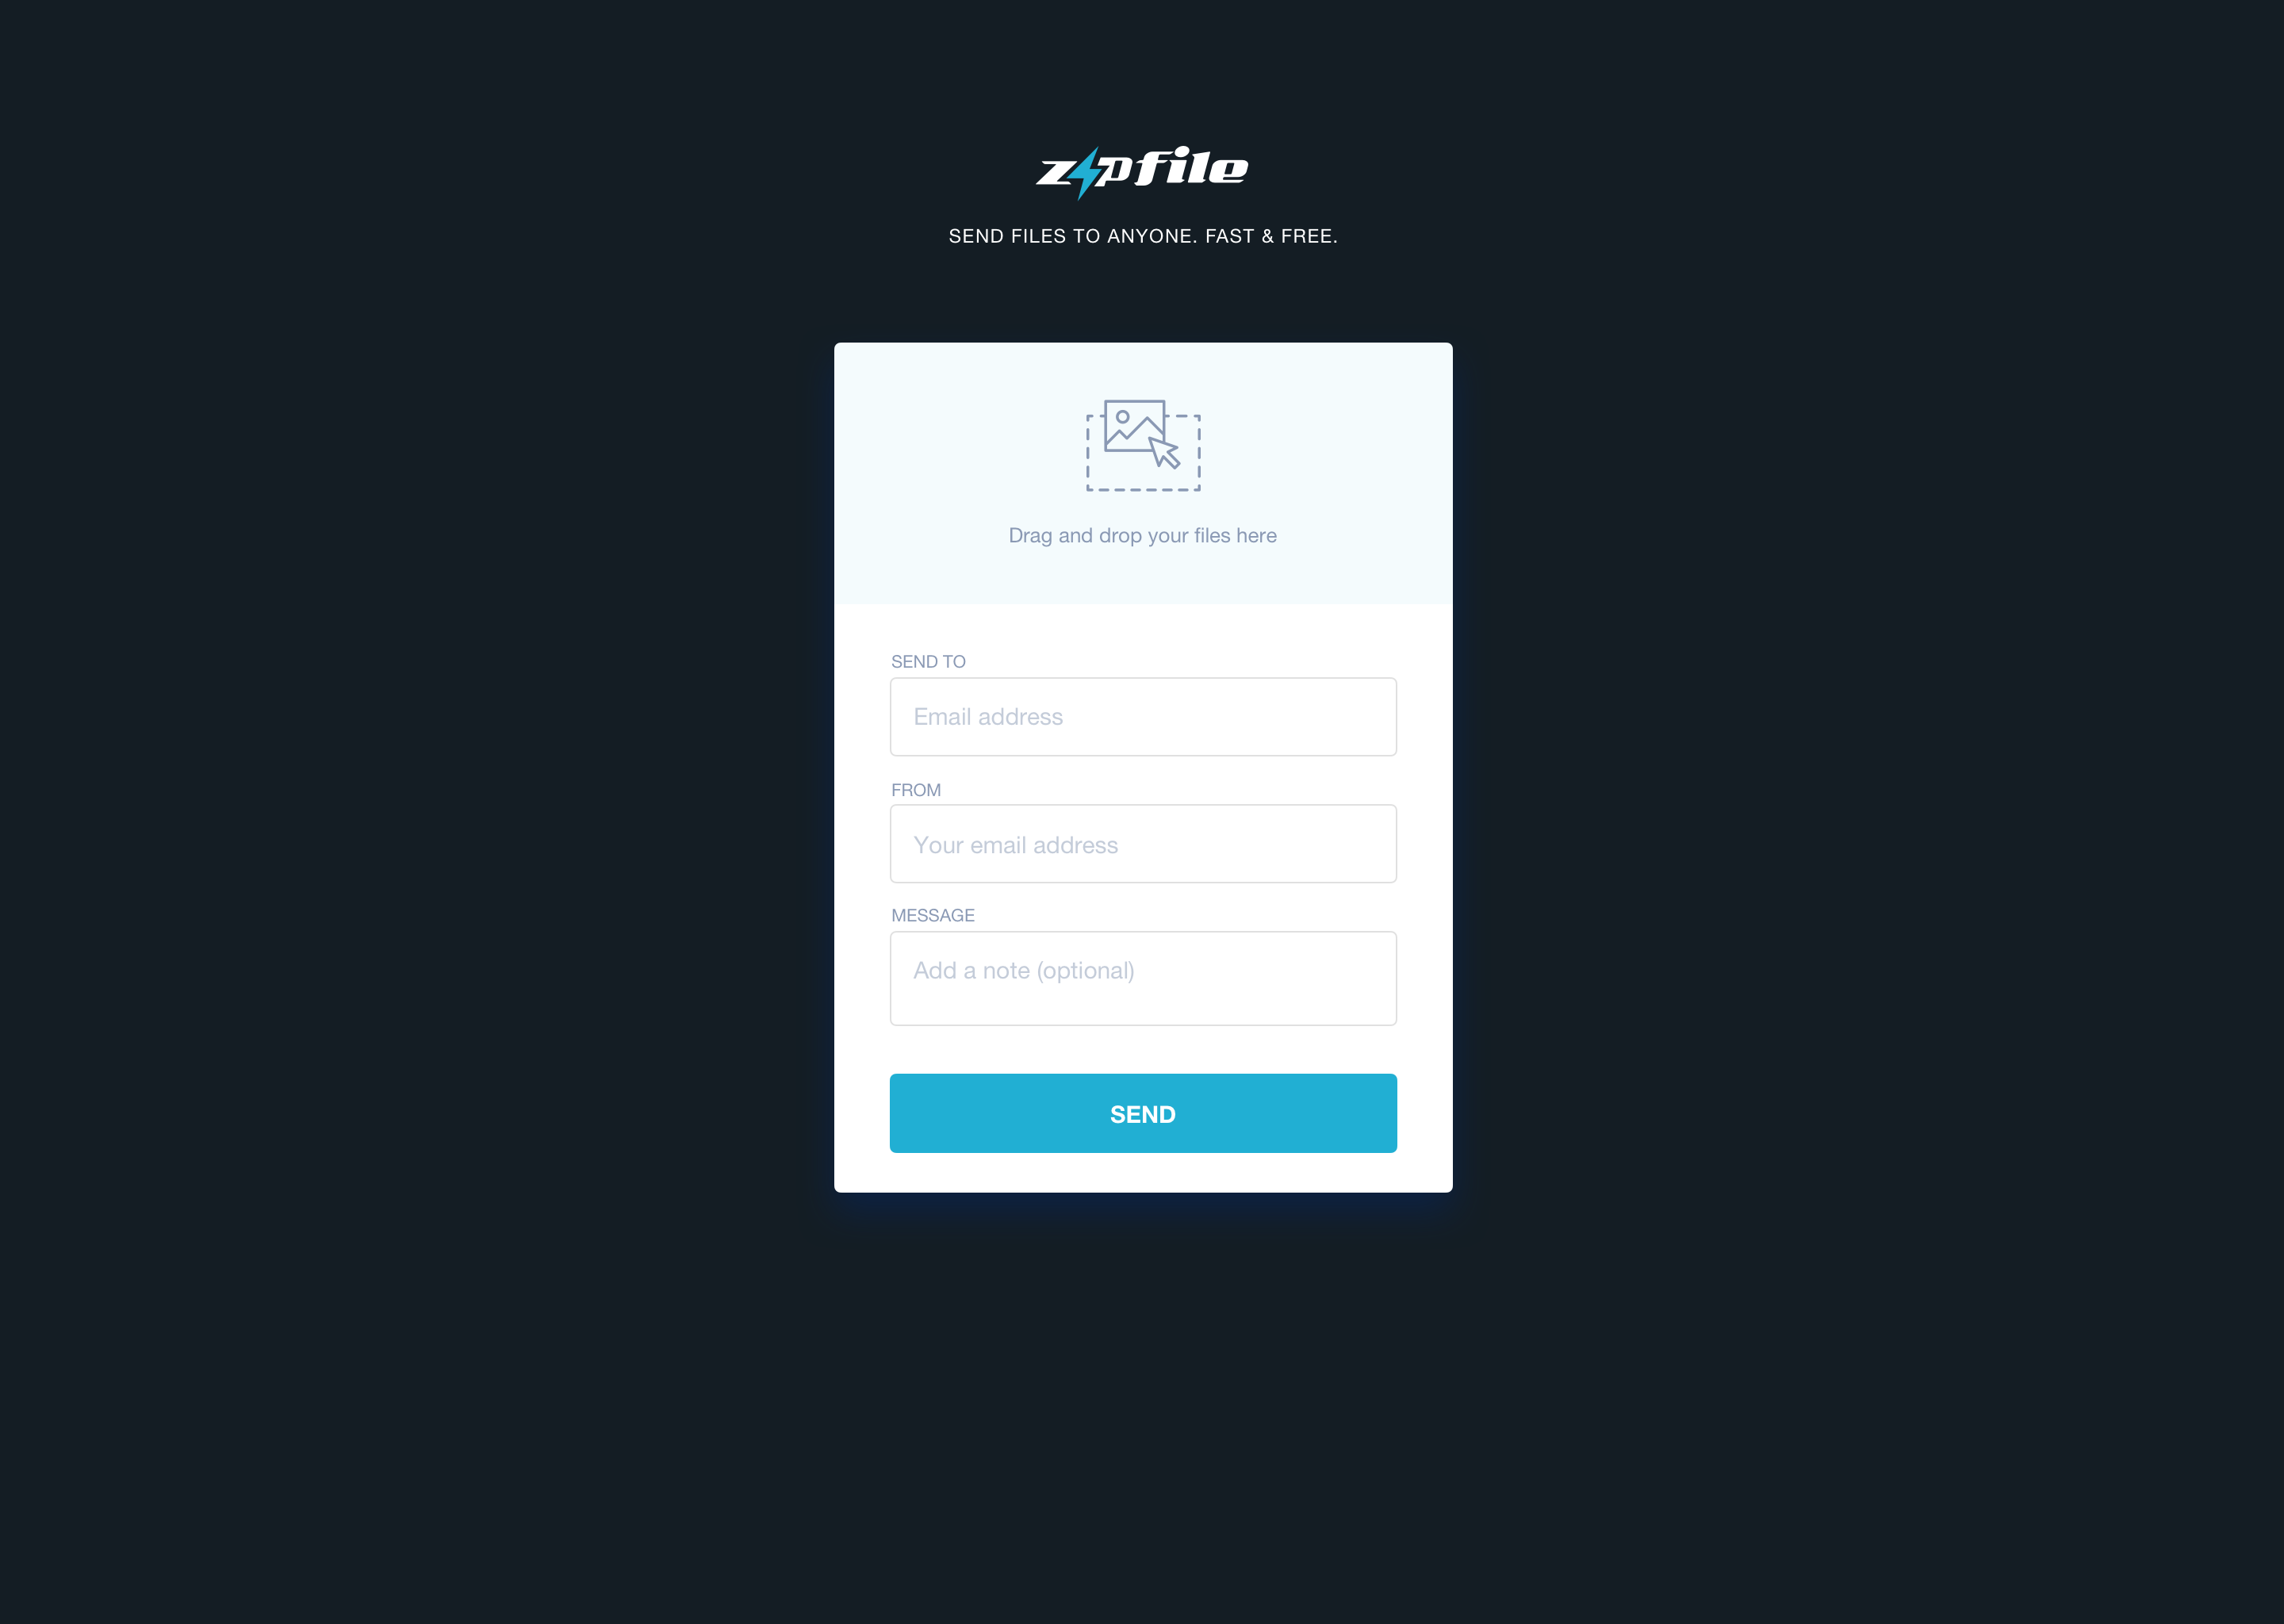 zipfile
SEND FILES TO ANYONE. FAST & FREE.
Drag and drop your files here
SEND TO
Email address
FROM
Your email address
MESSAGE
Add a note (optional)
SEND